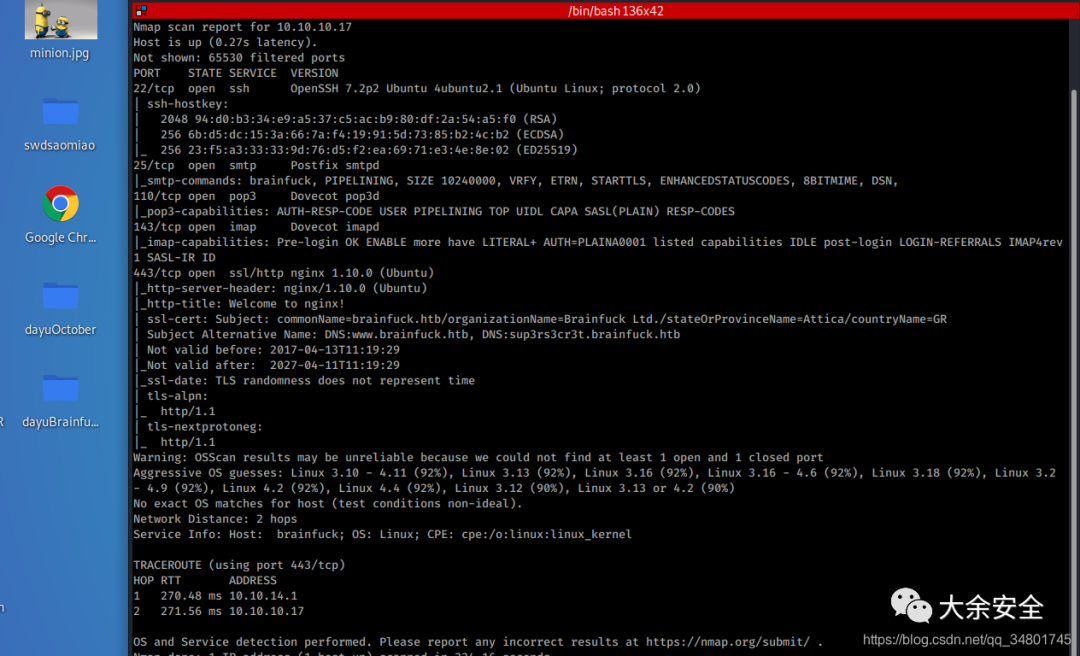 minion.jpg
swdsaomiao
Google Chr...
dayuOctober
dayuBrainfu...
/bin/bash 136x42
Nmap scan report for 10.10.10.17
Host is up (0.27s latency).
Not shown: 65530 filtered ports
PORT    STATE SERVICE  VERSION
22/tcp  open  ssh      OpenSSH 7.2p2 Ubuntu 4ubuntu2.1 (Ubuntu Linux; protocol 2.0)
| ssh-hostkey:
|   2048 94:d0:b3:34:e9:a5:37:c5:ac:b9:80:df:2a:54:a5:f0 (RSA)
|   256 6b:d5:dc:15:3a:66:7a:f4:19:91:5d:73:85:b2:4c:b2 (ECDSA)
|_  256 23:f5:a3:33:33:9d:76:d5:f2:ea:69:71:e3:4e:8e:02 (ED25519)
25/tcp  open  smtp     Postfix smtpd
|_smtp-commands: brainfuck, PIPELINING, SIZE 10240000, VRFY, ETRN, STARTTLS, ENHANCEDSTATUSCODES, 8BITMIME, DSN,
110/tcp open  pop3     Dovecot pop3d
|_pop3-capabilities: AUTH-RESP-CODE USER PIPELINING TOP UIDL CAPA SASL(PLAIN) RESP-CODES
143/tcp open  imap     Dovecot imapd
|_imap-capabilities: Pre-login OK ENABLE more have LITERAL+ AUTH=PLAINA0001 listed capabilities IDLE post-login LOGIN-REFERRALS IMAP4rev
1 SASL-IR ID
443/tcp open  ssl/http nginx 1.10.0 (Ubuntu)
|_http-server-header: nginx/1.10.0 (Ubuntu)
|_http-title: Welcome to nginx!
| ssl-cert: Subject: commonName=brainfuck.htb/organizationName=Brainfuck Ltd./stateOrProvinceName=Attica/countryName=GR
| Subject Alternative Name: DNS:www.brainfuck.htb, DNS:sup3rs3cr3t.brainfuck.htb
| Not valid before: 2017-04-13T11:19:29
|_Not valid after:  2027-04-11T11:19:29
|_ssl-date: TLS randomness does not represent time
| tls-alpn:
|_  http/1.1
| tls-nextprotoneg:
|_  http/1.1
Warning: OSScan results may be unreliable because we could not find at least 1 open and 1 closed port
Aggressive OS guesses: Linux 3.10 - 4.11 (92%), Linux 3.13 (92%), Linux 3.16 (92%), Linux 3.16 - 4.6 (92%), Linux 3.18 (92%), Linux 3.2
- 4.9 (92%), Linux 4.2 (92%), Linux 4.4 (92%), Linux 3.12 (90%), Linux 3.13 or 4.2 (90%)
No exact OS matches for host (test conditions non-ideal).
Network Distance: 2 hops
Service Info: Host:  brainfuck; OS: Linux; CPE: cpe:/o:linux:linux_kernel
TRACEROUTE (using port 443/tcp)
HOP RTT       ADDRESS
1   270.48 ms 10.10.14.1
2   271.56 ms 10.10.10.17
OS and Service detection performed. Please report any incorrect results at https://nmap.org/submit/ .
大余安全
https://blog.csdn.net/qq_34801745